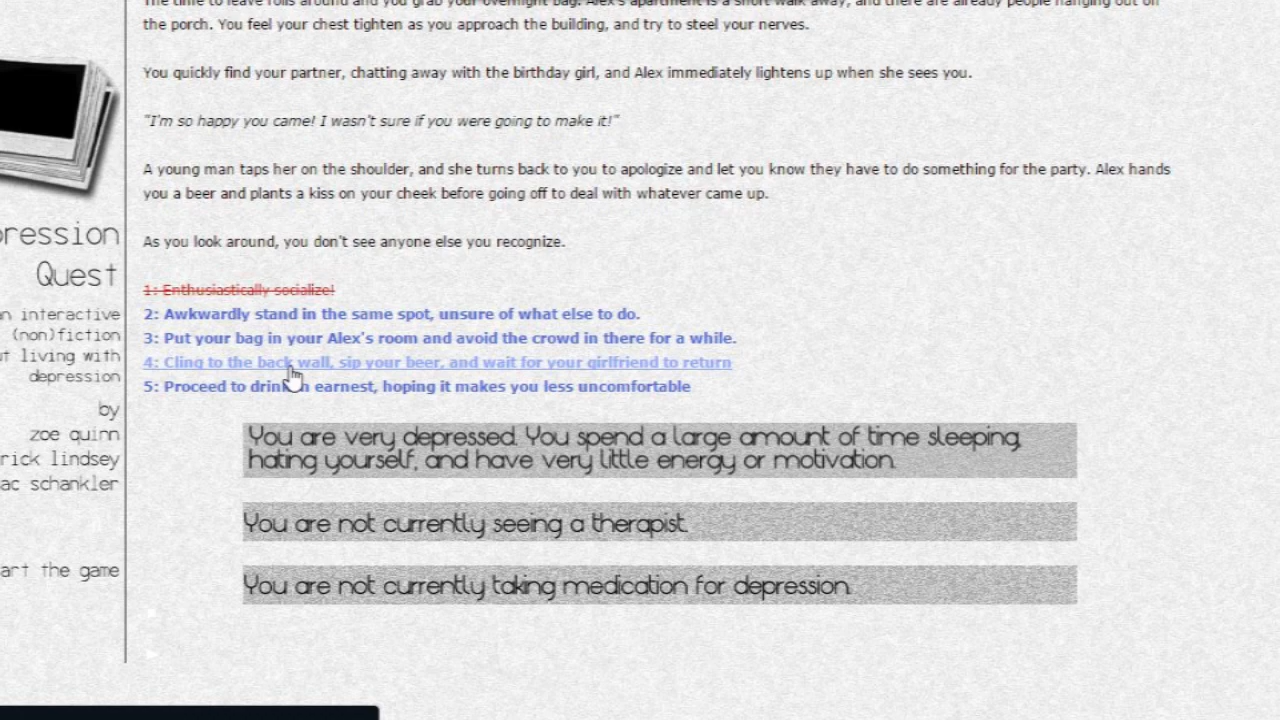 the porch. You feel your chest tighten as you approach the building, and try to steel your nerves.
You quickly find your partner, chatting away with the birthday girl, and Alex immediately lightens up when she sees you.
"I'm so happy you came! I wasn't sure if you were going to make it!"
A young man taps her on the shoulder, and she turns back to you to apologize and let you know they have to do something for the party. Alex hands
you a beer and plants a kiss on your cheek before going off to deal with whatever came up.
As you look around, you don't see anyone else you recognize.
1: Enthusiastically socialize!
2: Awkwardly stand in the same spot, unsure of what else to do.
3: Put your bag in your Alex's room and avoid the crowd in there for a while.
4: Cling to the back wall, sip your beer, and wait for your girlfriend to return
5: Proceed to drink in earnest, hoping it makes you less uncomfortable
You are very depressed. You spend a large amount of time sleeping,
hating yourself, and have very little energy or motivation.
You are not currently seeing a therapist.
You are not currently taking medication for depression.
pression
Quest
n interactive
(non)fiction
ut living with
depression
by
zoe quinn
rick lindsey
ac schankler
art the game